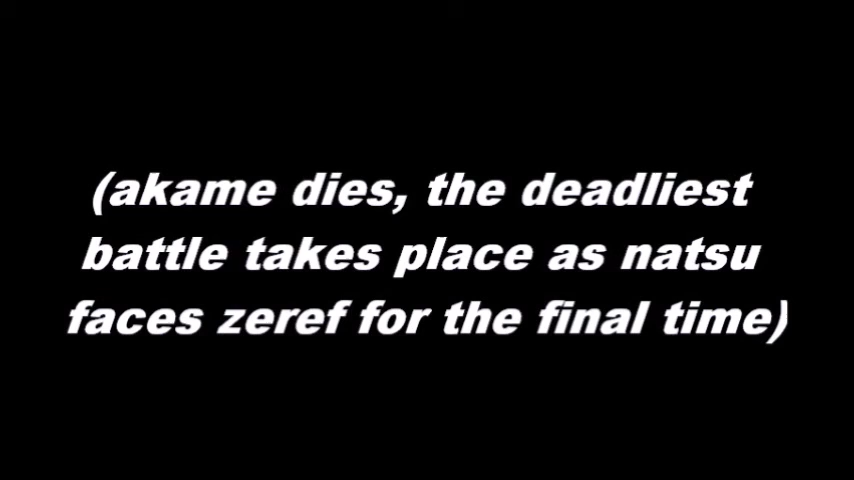 (akame dies, the deadliest
battle takes place as natsu
faces zeref for the final time)